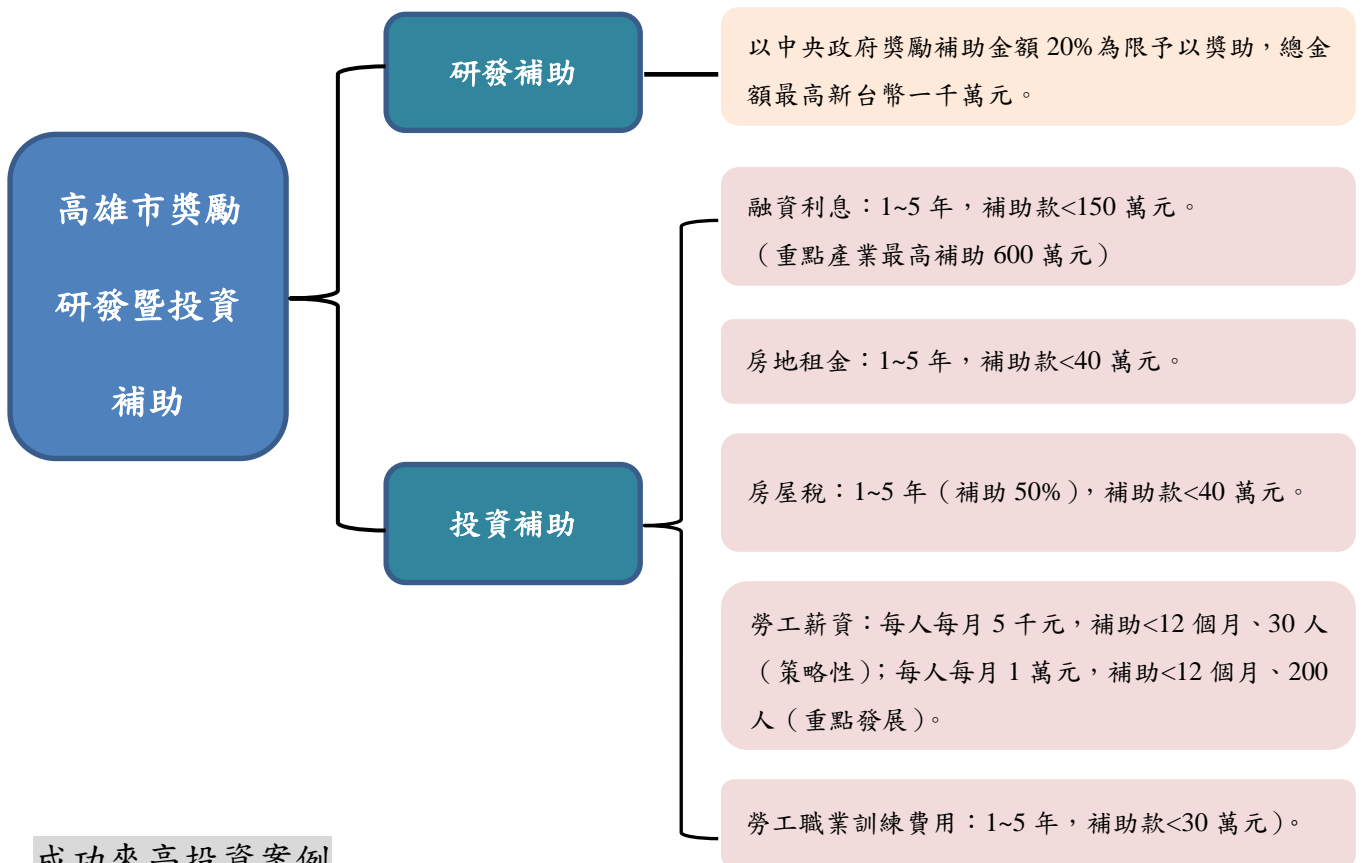 高雄市獎勵
研發暨投資
補助
研發補助
以中央政府獎勵補助金額 20%為限予以獎助，總金
額最高新台幣一千萬元。
投資補助
融資利息：1~5 年，補助款<150 萬元。
（重點產業最高補助 600 萬元）
房地租金：1~5 年，補助款<40 萬元。
房屋稅：1~5 年（補助 50%），補助款<40 萬元。
勞工薪資：每人每月 5 千元，補助<12 個月、30 人
（策略性）；每人每月 1 萬元，補助<12 個月、200
人（重點發展）。
勞工職業訓練費用：1~5 年，補助款<30 萬元）。
成功來高投資案例